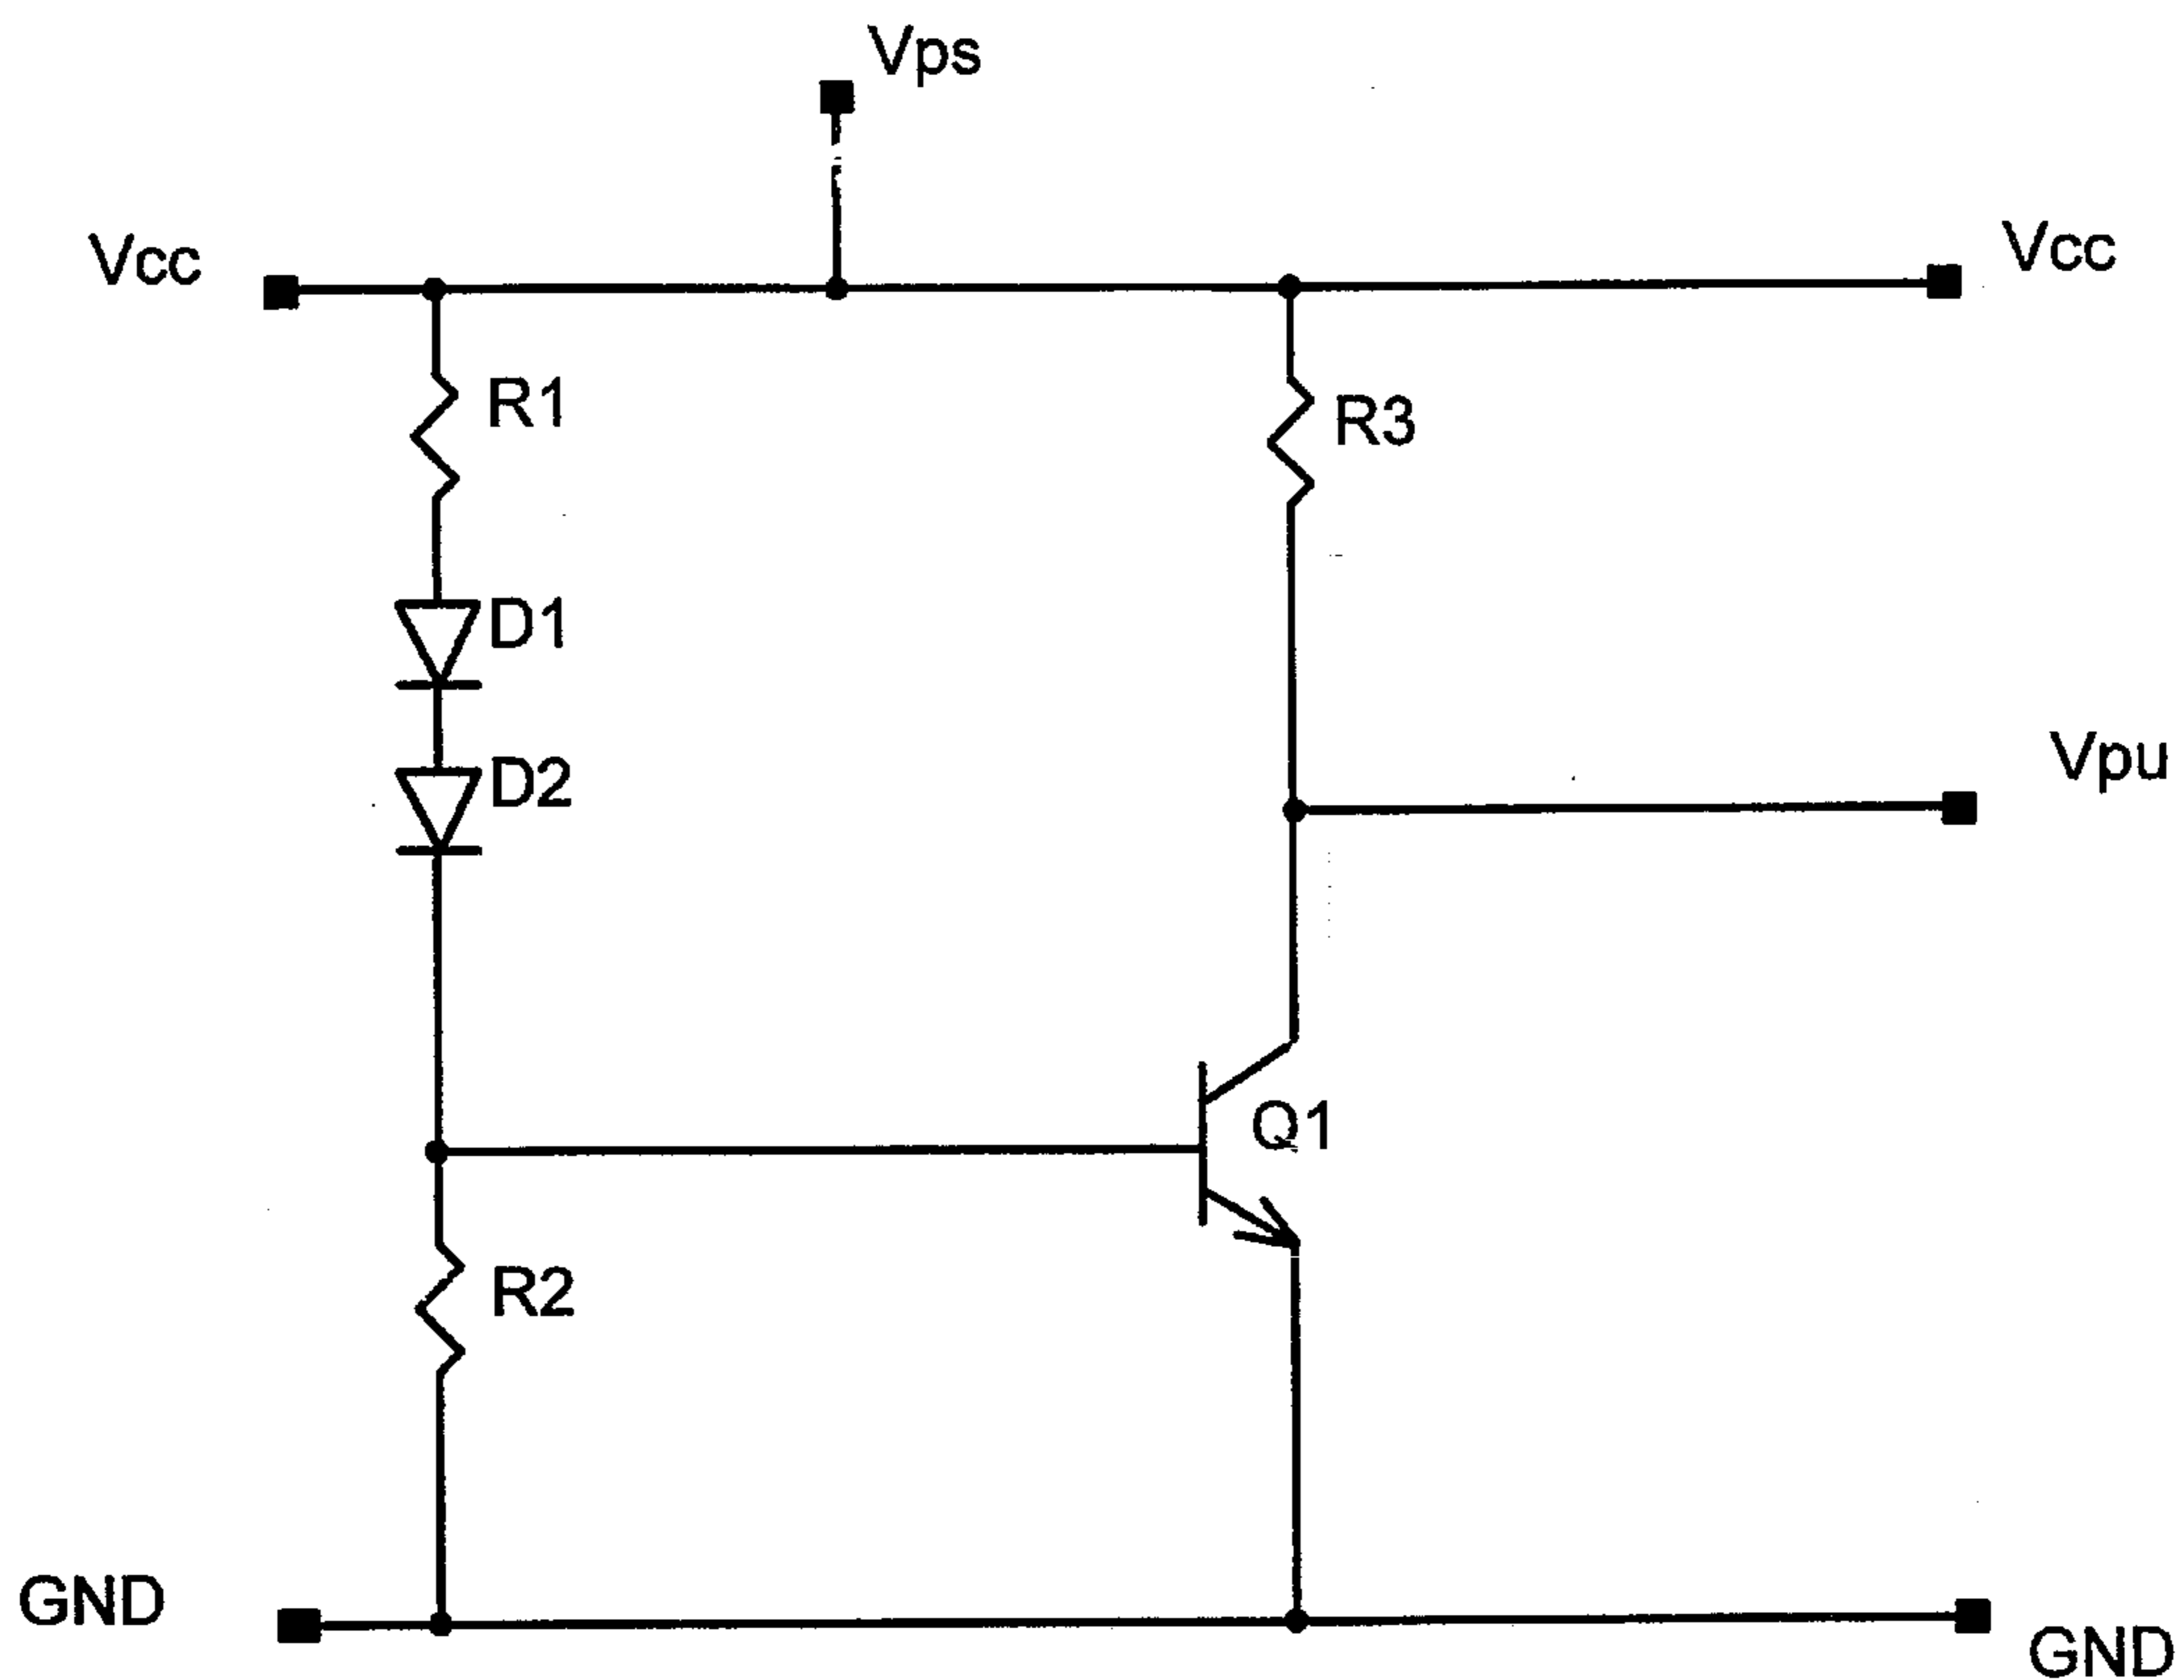 Vps
Vcc
Vcc
R1
R3
D1
D2
Vpu
Q1
R2
GND
GND